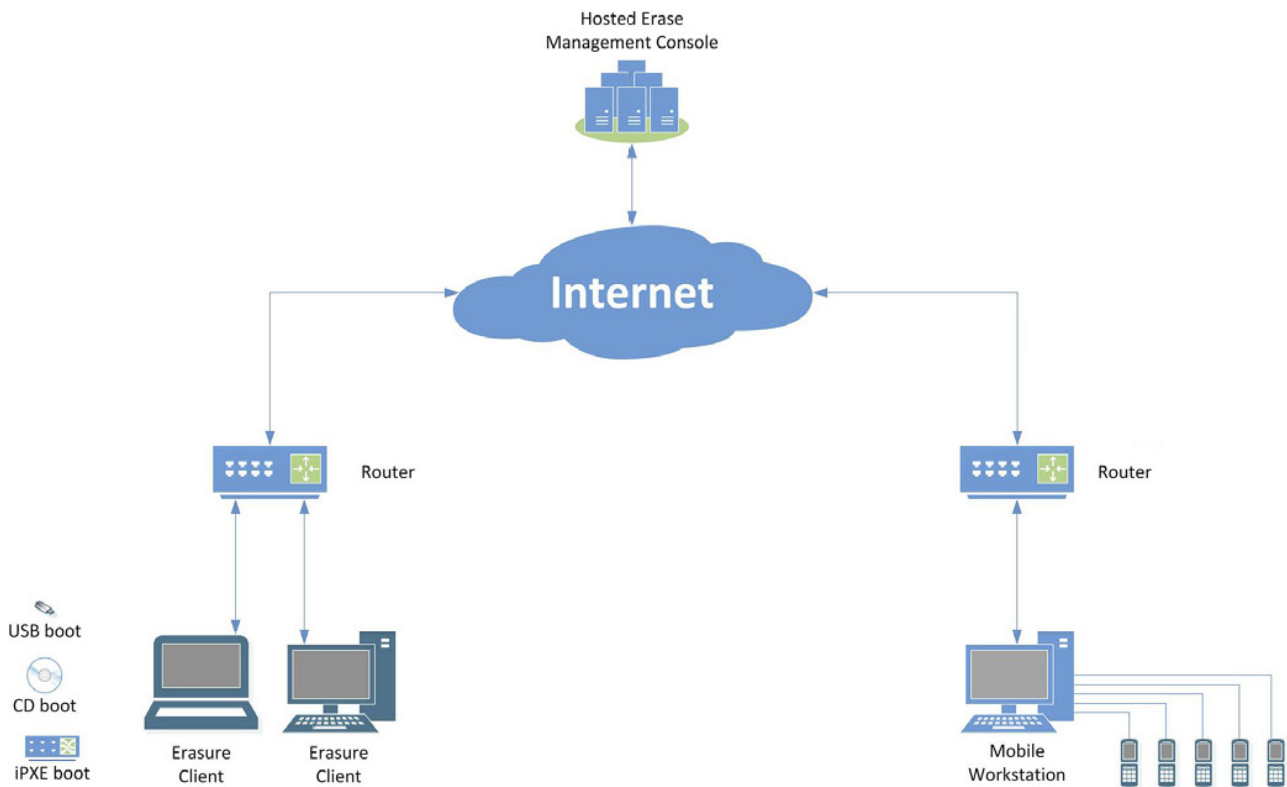 Hosted Erase
Management Console
Internet
Router
Router
USB boot
CD boot
iPXE boot
Erasure
Client
Erasure
Client
Mobile
Workstation